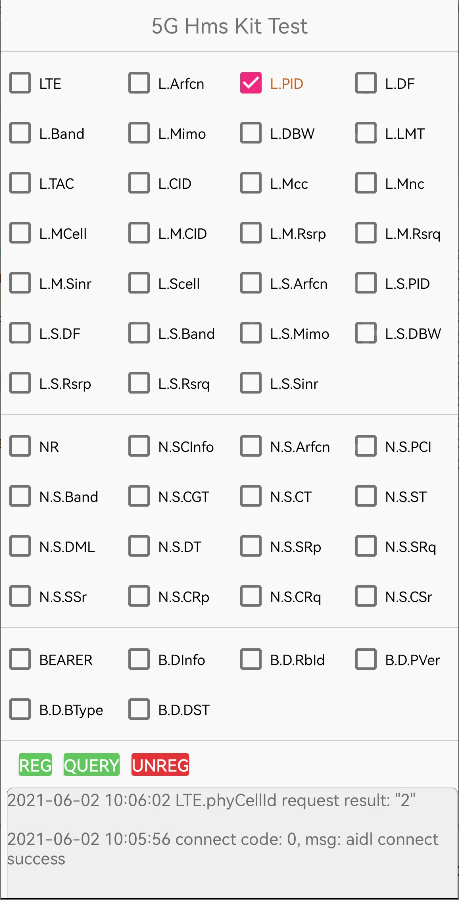 5G Hms Kit Test
LTE L.Arfcn L.PID L.DF
L.Band L.Mimo L.DBW L.LMT
L.TAC L.CID L.Mcc L.Mnc
L.MCell L.M.CID L.M.Rsrp L.M.Rsrq
L.M.Sinr L.Scell L.S.Arfcn L.S.PID
L.S.DF L.S.Band L.S.Mimo L.S.DBW
L.S.Rsrp L.S.Rsrq L.S.Sinr
NR N.SCInfo N.S.Arfcn N.S.PCI
N.S.Band N.S.CGT N.S.CT N.S.ST
N.S.DML N.S.DT N.S.SRp N.S.SRq
N.S.SSr N.S.CRp N.S.CRq N.S.CSr
BEARER B.DInfo B.D.RbId B.D.PVer
B.D.BType B.D.DST
REG QUERY UNREG
2021-06-02 10:06:02 LTE.phyCellId request result: "2"
2021-06-02 10:05:56 connect code: 0, msg: aidl connect
success